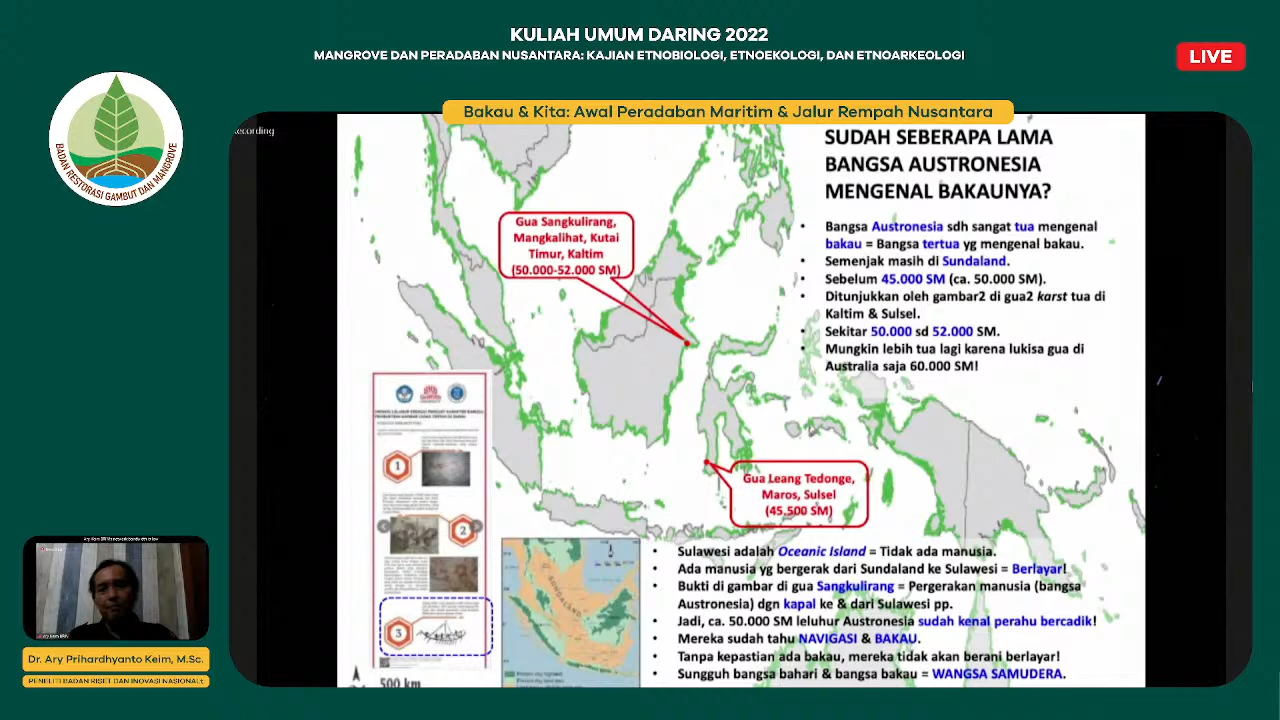 KULIAH UMUM DARING 2022
MANGROVE DAN PERADABAN NUSANTARA: KAJIAN ETNOBIOLOGI, ETNOEKOLOGI, DAN ETNOARKEOLOGI
LIVE
BADAN RESTORASI GAMBUT DAN MANGROVE
Bakau & Kita: Awal Peradaban Maritim & Jalur Rempah Nusantara
ecording
SUDAH SEBERAPA LAMA
BANGSA AUSTRONESIA
MENGENAL BAKAUNYA?
• Bangsa Austronesia sdh sangat tua mengenal
bakau = Bangsa tertua yg mengenal bakau.
• Semenjak masih di Sundaland.
• Sebelum 45.000 SM (ca. 50.000 SM).
• Ditunjukkan oleh gambar2 di gua2 karst tua di
Kaltim & Sulsel.
• Sekitar 50.000 sd 52.000 SM.
• Mungkin lebih tua lagi karena lukisa gua di
Australia saja 60.000 SM!
Gua Sangkulirang,
Mangkalihat, Kutai
Timur, Kaltim
(50.000-52.000 SM)
Gua Leang Tedonge,
Maros, Sulsel
(45.500 SM)
1
2
3
500 km
• Sulawesi adalah Oceanic Island = Tidak ada manusia.
• Ada manusia yg bergerak dr Sundaland ke Sulawesi = Berlayar!
• Bukti di gambar di gua Sangkulirang = Pergerakan manusia (bangsa
Austronesia) dgn kapal ke & dari Sulawesi pp.
• Jadi, ca. 50.000 SM leluhur Austronesia sudah kenal perahu bercadik!
• Mereka sudah tahu NAVIGASI & BAKAU.
• Tanpa kepastian ada bakau, mereka tidak akan berani berlayar!
• Sungguh bangsa bahari & bangsa bakau = WANGSA SAMUDERA.
Dr. Ary Prihardhyanto Keim, M.Sc.
PENELITI BADAN RISET DAN INOVASI NASIONAL